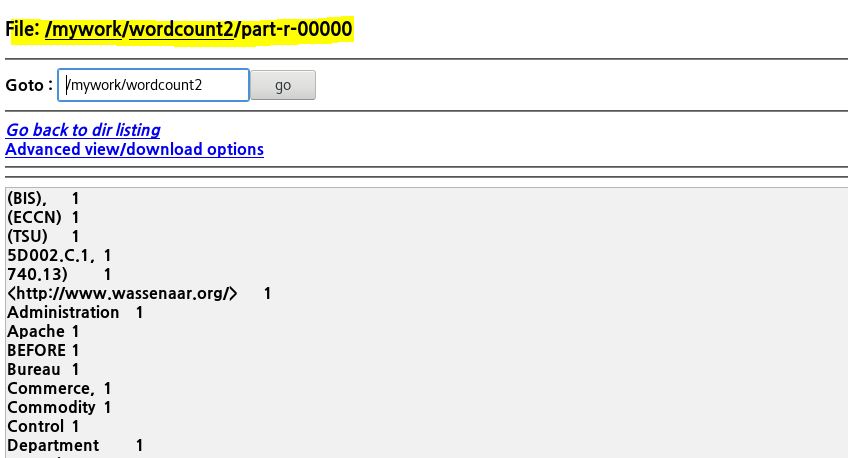 File: /mywork/wordcount2/part-r-00000
Goto : /mywork/wordcount2 go
Go back to dir listing
Advanced view/download options
(BIS), 1
(ECCN) 1
(TSU) 1
5D002.C.1, 1
740.13) 1
<http://www.wassenaar.org/> 1
Administration 1
Apache 1
BEFORE 1
Bureau 1
Commerce, 1
Commodity 1
Control 1
Department 1